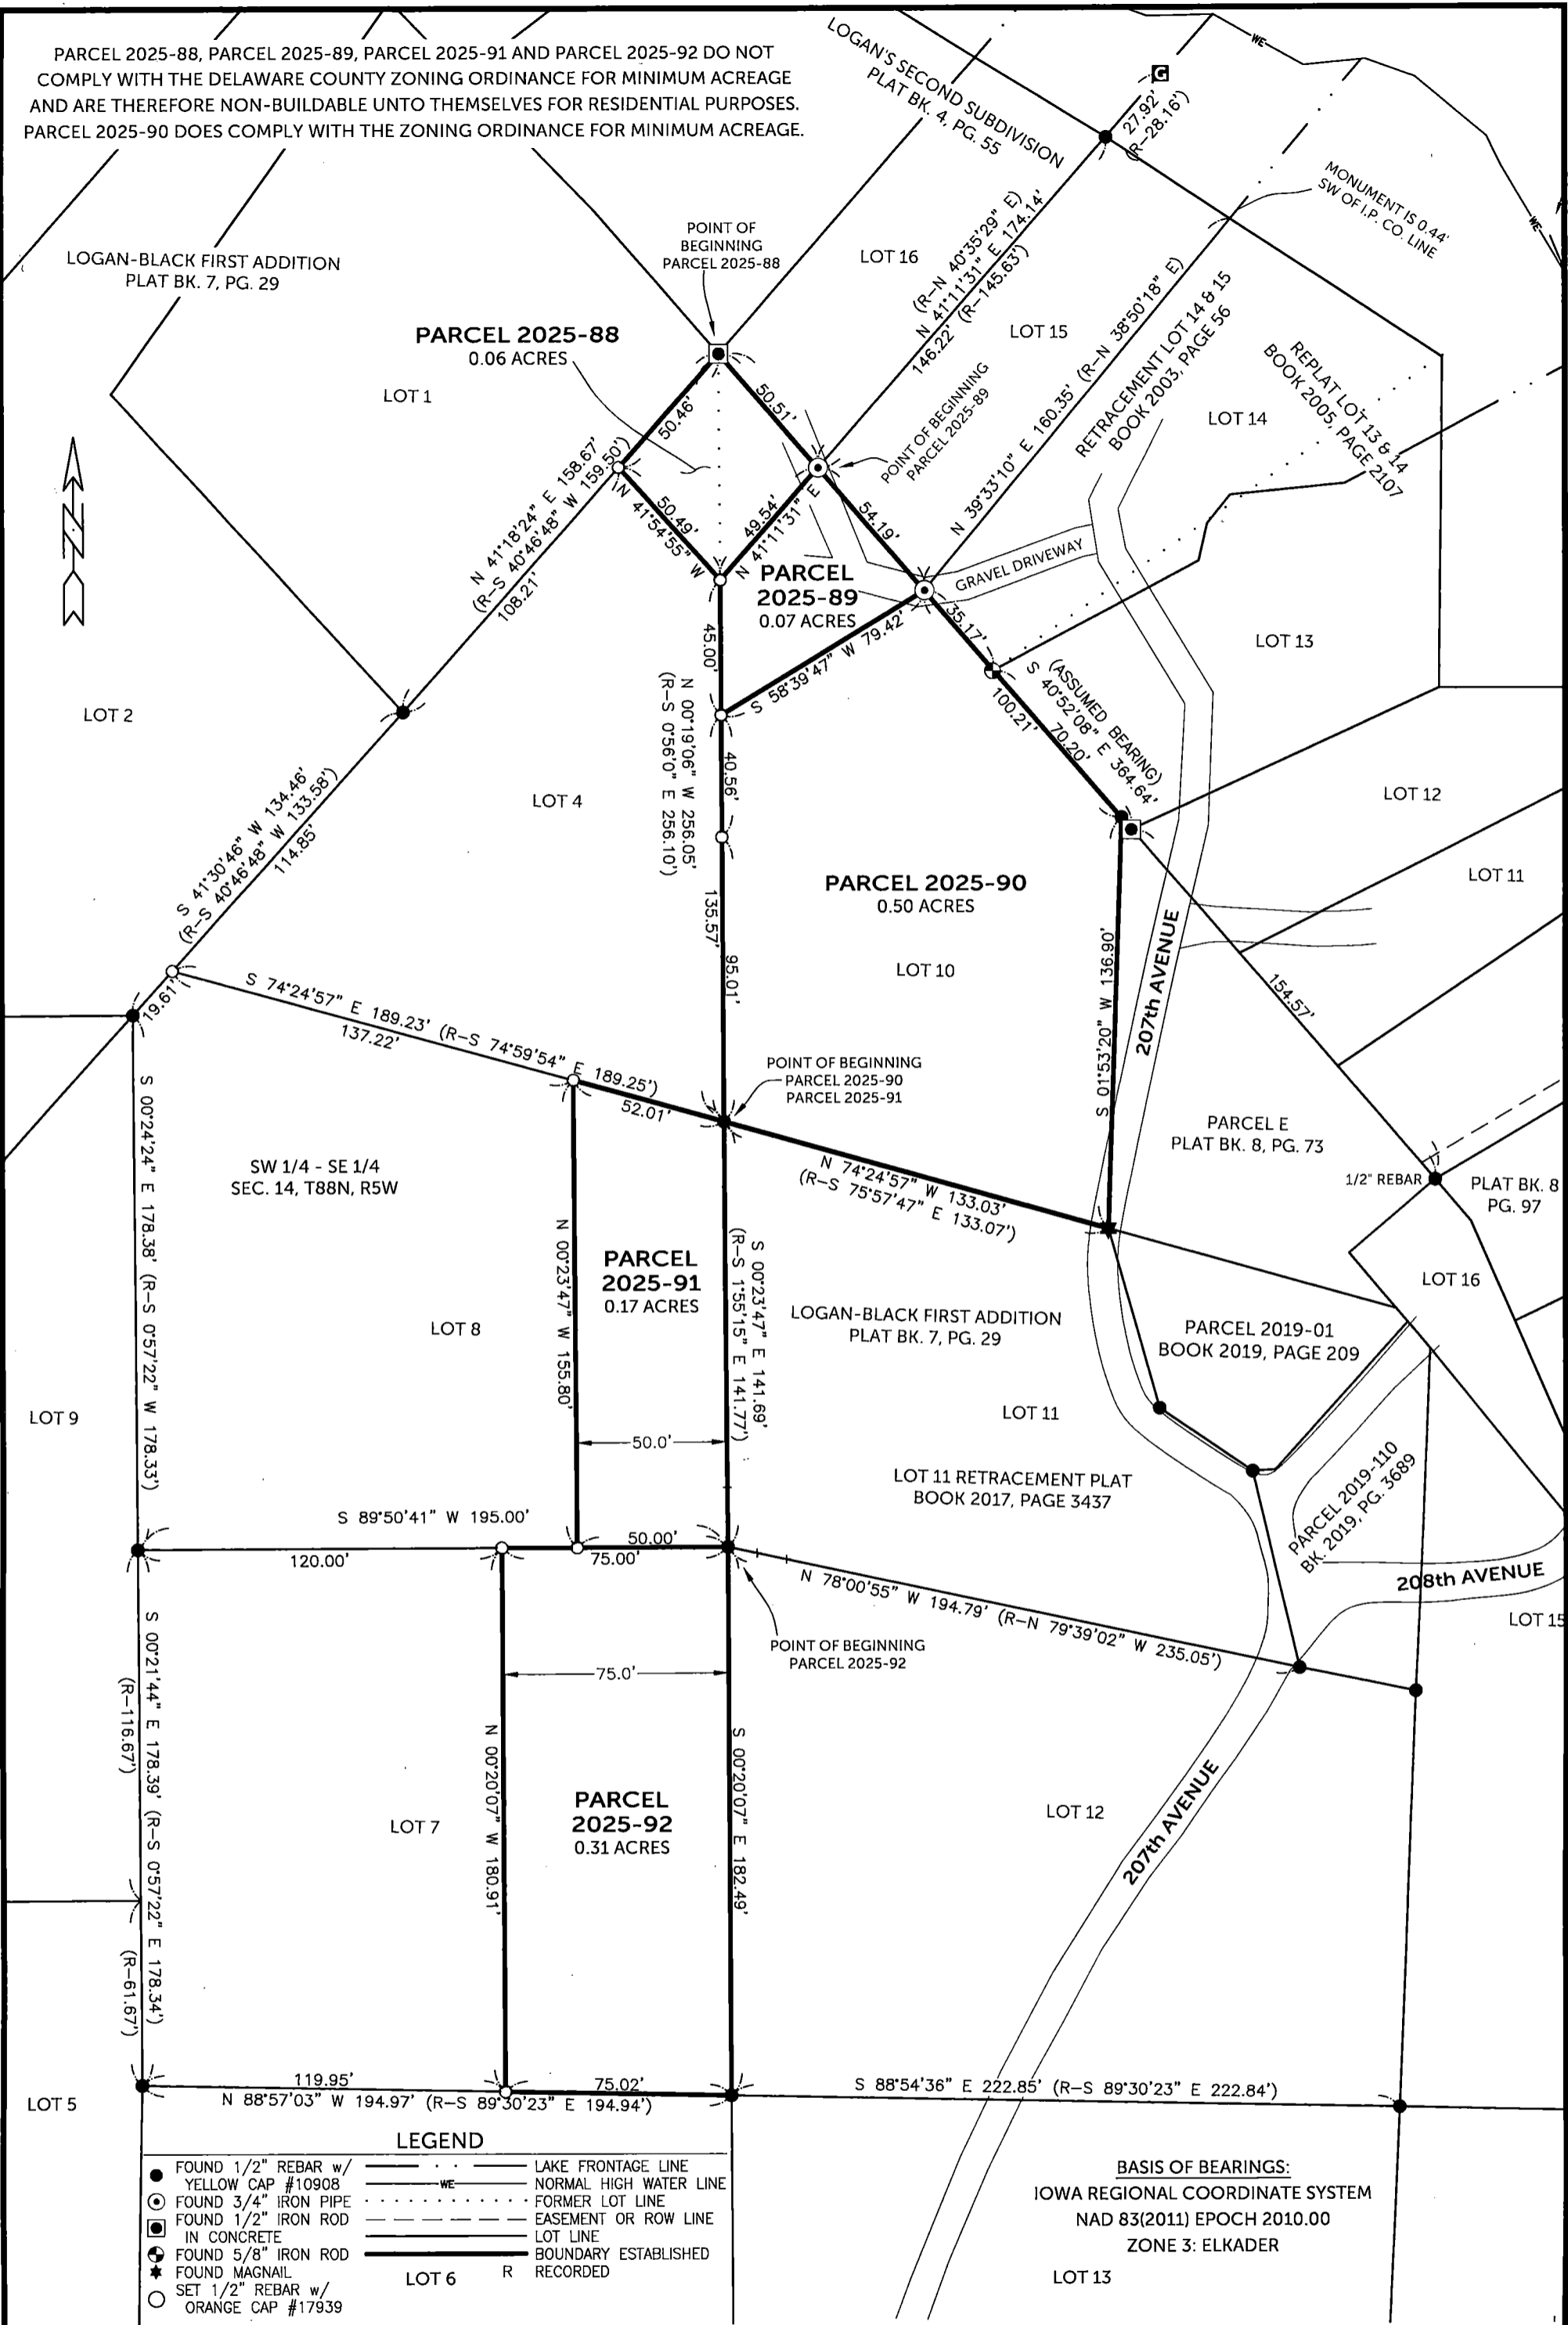 PARCEL 2025-88, PARCEL 2025-89, PARCEL 2025-91 AND PARCEL 2025-92 DO NOT
COMPLY WITH THE DELAWARE COUNTY ZONING ORDINANCE FOR MINIMUM ACREAGE
AND ARE THEREFORE NON-BUILDABLE UNTO THEMSELVES FOR RESIDENTIAL PURPOSES.
PARCEL 2025-90 DOES COMPLY WITH THE ZONING ORDINANCE FOR MINIMUM ACREAGE.
LOGAN'S SECOND SUBDIVISION
PLAT BK. 4, PG. 55
WE
G
27.92'
(R-28.16')
MONUMENT IS 0.44'
SW OF I.P. CO. LINE
WE
LOGAN-BLACK FIRST ADDITION
PLAT BK. 7, PG. 29
POINT OF
BEGINNING
PARCEL 2025-88
LOT 16
(R-N 40°35'29" E)
N 41°11'31" E 174.14'
146.22' (R-145.63')
LOT 15
N 39°33'10" E 160.35' (R-N 38°50'18" E)
RETRACEMENT LOT 14 & 15
BOOK 2003, PAGE 56
REPLAT LOT 13 & 14
BOOK 2005, PAGE 2107
LOT 14
PARCEL 2025-88
0.06 ACRES
LOT 1
50.46'
50.51'
POINT OF BEGINNING
PARCEL 2025-89
N 41°18'24" E 158.67'
(R-S 40°46'48" W 159.50')
108.21'
50.49'
N 41°54'55" W
49.54'
N 41°11'31" E
54.19'
GRAVEL DRIVEWAY
PARCEL
2025-89
0.07 ACRES
45.00'
S 58°39'47" W 79.42'
35.17'
LOT 13
(ASSUMED BEARING)
S 40°52'08" E 364.64'
100.21'
70.20'
LOT 2
N 00°19'06" W 256.05'
(R-S 0°56'0" E 256.10')
40.56'
LOT 4
LOT 12
S 41°30'46" W 134.46'
(R-S 40°46'48" W 133.58')
114.85'
PARCEL 2025-90
0.50 ACRES
LOT 11
135.57'
95.01'
LOT 10
S 01°53'20" W 136.90'
207th AVENUE
154.57'
19.61'
S 74°24'57" E 189.23' (R-S 74°59'54" E 189.25')
137.22'
52.01'
POINT OF BEGINNING
PARCEL 2025-90
PARCEL 2025-91
S 00°24'24" E 178.38' (R-S 0°57'22" W 178.33')
SW 1/4 - SE 1/4
SEC. 14, T88N, R5W
N 74°24'57" W 133.03'
(R-S 75°57'47" E 133.07')
PARCEL E
PLAT BK. 8, PG. 73
1/2" REBAR
PLAT BK. 8
PG. 97
N 00°23'47" W 155.80'
PARCEL
2025-91
0.17 ACRES
S 00°23'47" E 141.69'
(R-S 1°55'15" E 141.77')
LOT 16
LOT 8
LOGAN-BLACK FIRST ADDITION
PLAT BK. 7, PG. 29
PARCEL 2019-01
BOOK 2019, PAGE 209
LOT 9
LOT 11
50.0'
LOT 11 RETRACEMENT PLAT
BOOK 2017, PAGE 3437
PARCEL 2019-110
BK. 2019, PG. 3689
S 89°50'41" W 195.00'
120.00'
50.00'
75.00'
N 78°00'55" W 194.79' (R-N 79°39'02" W 235.05')
208th AVENUE
LOT 15
POINT OF BEGINNING
PARCEL 2025-92
75.0'
S 00°21'44" E 178.39' (R-S 0°57'22" E 178.34')
(R-116.67')
(R-61.67')
N 00°20'07" W 180.91'
S 00°20'07" E 182.49'
PARCEL
2025-92
0.31 ACRES
LOT 7
LOT 12
207th AVENUE
LOT 5
119.95'
75.02'
N 88°57'03" W 194.97' (R-S 89°30'23" E 194.94')
S 88°54'36" E 222.85' (R-S 89°30'23" E 222.84')
LEGEND
FOUND 1/2" REBAR w/
YELLOW CAP #10908
FOUND 3/4" IRON PIPE
FOUND 1/2" IRON ROD
IN CONCRETE
FOUND 5/8" IRON ROD
FOUND MAGNAIL
SET 1/2" REBAR w/
ORANGE CAP #17939
LAKE FRONTAGE LINE
WE NORMAL HIGH WATER LINE
FORMER LOT LINE
EASEMENT OR ROW LINE
LOT LINE
BOUNDARY ESTABLISHED
R RECORDED
LOT 6
BASIS OF BEARINGS:
IOWA REGIONAL COORDINATE SYSTEM
NAD 83(2011) EPOCH 2010.00
ZONE 3: ELKADER
LOT 13